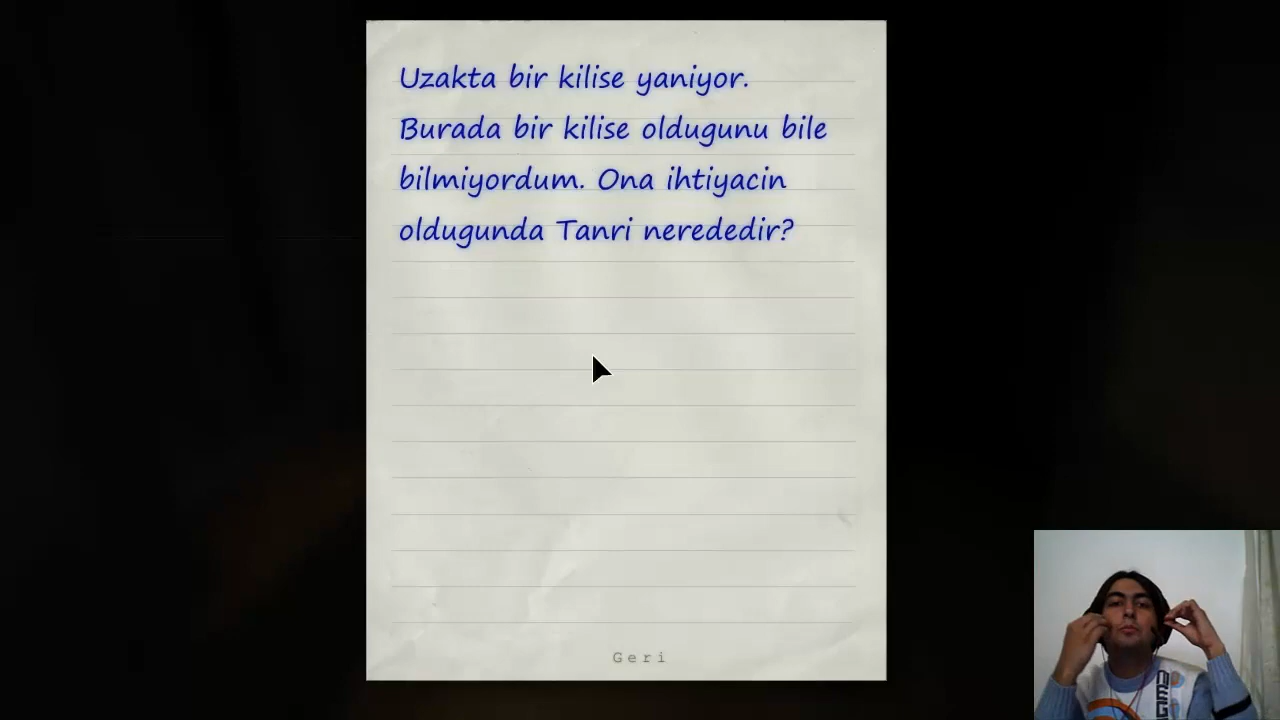 Uzakta bir kilise yaniyor.
Burada bir kilise oldugunu bile
bilmiyordum. Ona ihtiyacin
oldugunda Tanri nerededir?
Geri